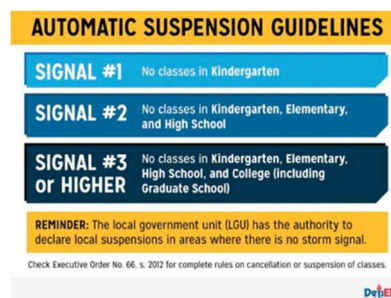 AUTOMATIC SUSPENSION GUIDELINES
SIGNAL #1
No classes in Kindergarten
SIGNAL #2
No classes in Kindergarten, Elementary,
and High School
SIGNAL #3
or HIGHER
No classes in Kindergarten, Elementary,
High School, and College (including
Graduate School)
REMINDER: The local government unit (LGU) has the authority to
declare local suspensions in areas where there is no storm signal.
Check Executive Order No. 66, s. 2012 for complete rules on cancellation or suspension of classes.